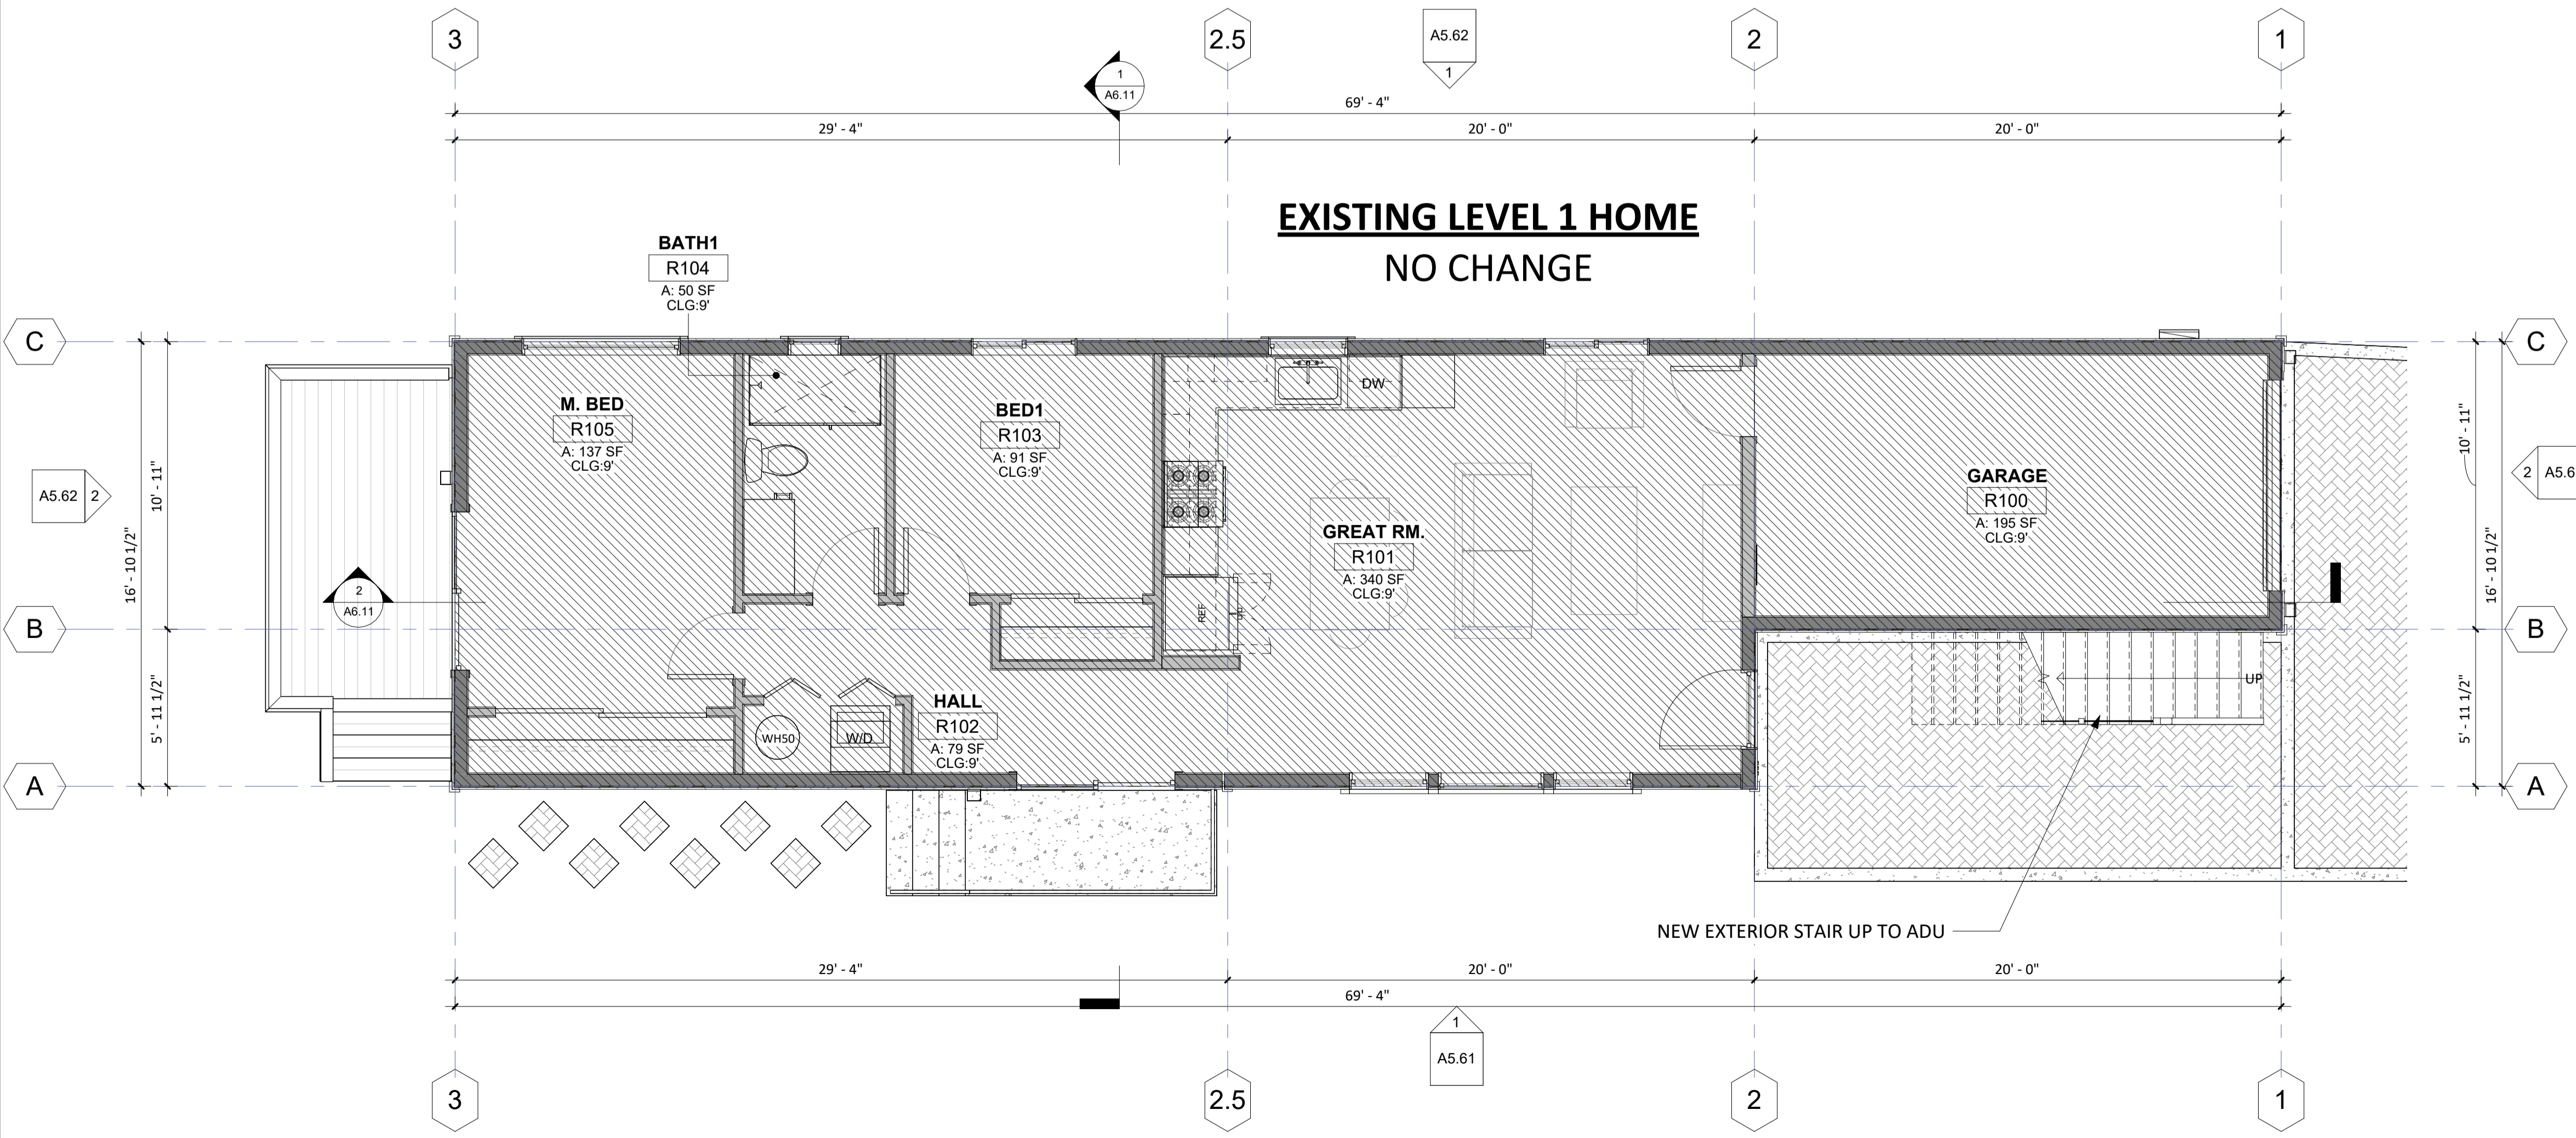 3
2.5
A5.62
1
2
1
1
A6.11
69' - 4"
29' - 4"
20' - 0"
20' - 0"
EXISTING LEVEL 1 HOME
NO CHANGE
BATH1
R104
A: 50 SF
CLG:9'
C
C
M. BED
R105
A: 137 SF
CLG:9'
BED1
R103
A: 91 SF
CLG:9'
DW
GARAGE
R100
A: 195 SF
CLG:9'
GREAT RM.
R101
A: 340 SF
CLG:9'
REF
A5.62 2
2 A5.6
10' - 11"
16' - 10 1/2"
5' - 11 1/2"
10' - 11"
16' - 10 1/2"
5' - 11 1/2"
2
A6.11
B
B
UP
HALL
R102
A: 79 SF
CLG:9'
WH50
W/D
A
A
NEW EXTERIOR STAIR UP TO ADU
29' - 4"
20' - 0"
20' - 0"
69' - 4"
1
A5.61
3
2.5
2
1